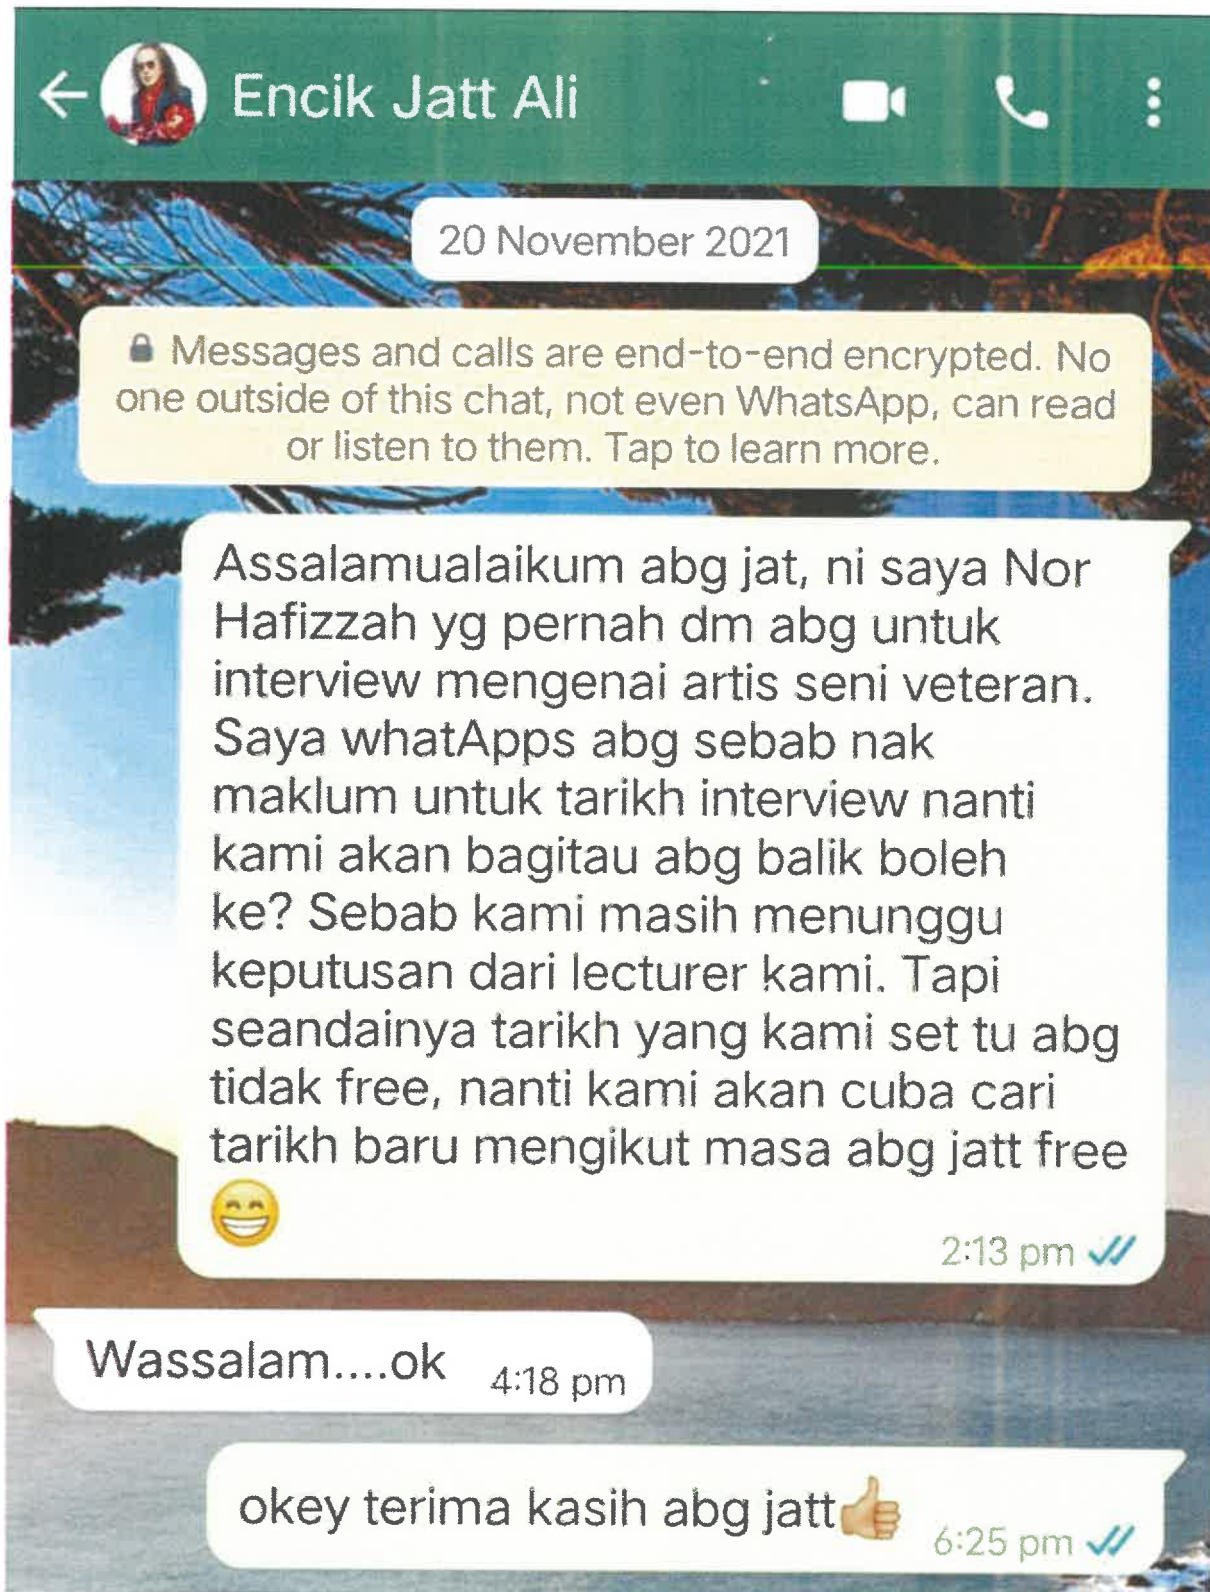 Encik Jatt Ali
20 November 2021
🔒 Messages and calls are end-to-end encrypted. No
one outside of this chat, not even WhatsApp, can read
or listen to them. Tap to learn more.
Assalamualaikum abg jat, ni saya Nor
Hafizzah yg pernah dm abg untuk
interview mengenai artis seni veteran.
Saya whatApps abg sebab nak
maklum untuk tarikh interview nanti
kami akan bagitau abg balik boleh
ke? Sebab kami masih menunggu
keputusan dari lecturer kami. Tapi
seandainya tarikh yang kami set tu abg
tidak free, nanti kami akan cuba cari
tarikh baru mengikut masa abg jatt free
😁
2:13 pm
Wassalam....ok 4:18 pm
okey terima kasih abg jatt👍
6:25 pm